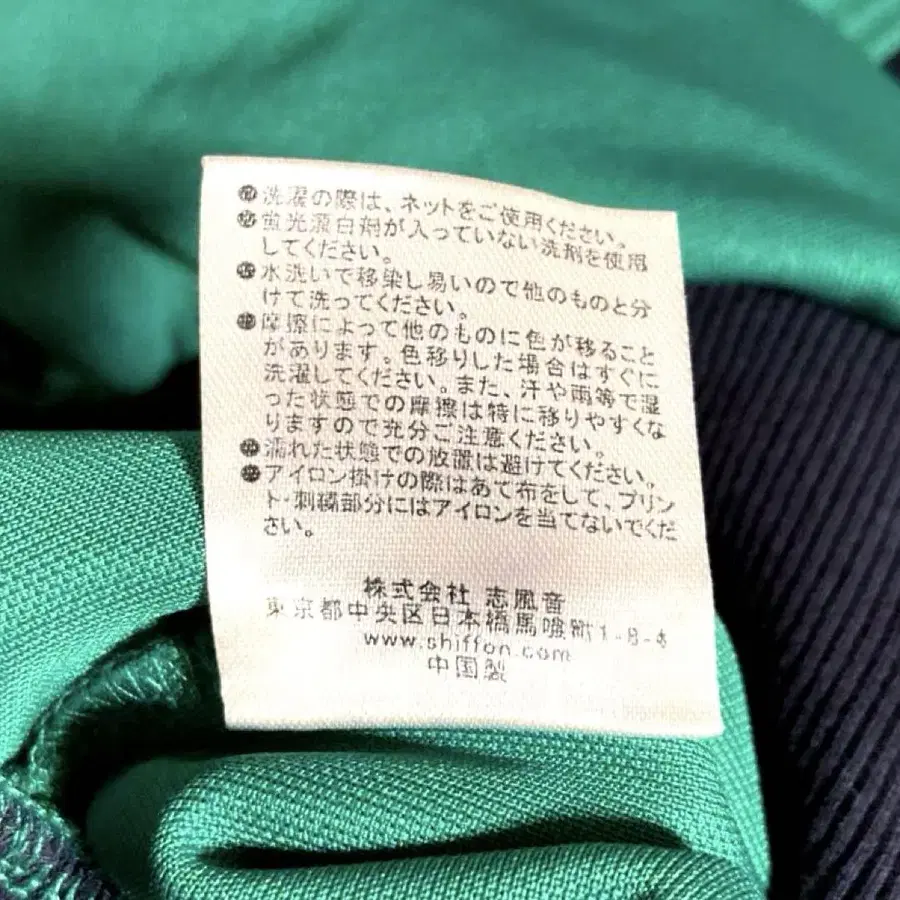 ●洗濯の際は、ネットをご使用ください。
●蛍光漂白剤が入っていない洗剤を使用
してください。
●水洗いで移染し易いので他のものと分
けて洗ってください。
●摩擦によって他のものに色が移ること
があります。色移りした場合はすぐに
洗濯してください。また、汗や雨等で湿
った状態での摩擦は特に移りやすくな
りますので充分ご注意ください。
●濡れた状態での放置は避けてください。
●アイロン掛けの際はあて布をして、プリン
ト・刺繍部分にはアイロンを当てないでくだ
さい。
株式会社 志風音
東京都中央区日本橋馬喰町1-8-4
www.shiffon.com
中国製